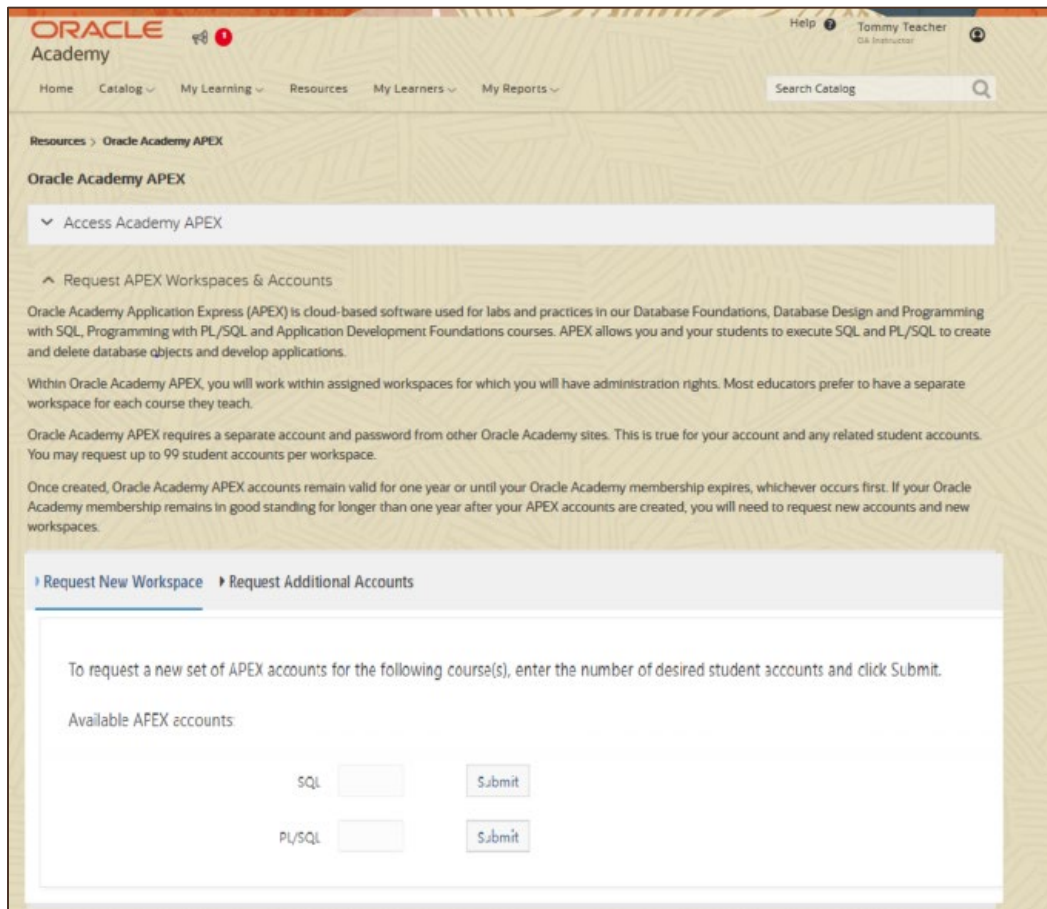 ORACLE
Academy
1
Help ?
Tommy Teacher
OA Instructor
Home Catalog My Learning Resources My Learners My Reports
Search Catalog
Resources > Oracle Academy APEX
Oracle Academy APEX
Access Academy APEX
Request APEX Workspaces & Accounts
Oracle Academy Application Express (APEX) is cloud-based software used for labs and practices in our Database Foundations, Database Design and Programming
with SQL, Programming with PL/SQL and Application Development Foundations courses. APEX allows you and your students to execute SQL and PL/SQL to create
and delete database objects and develop applications.
Within Oracle Academy APEX, you will work within assigned workspaces for which you will have administration rights. Most educators prefer to have a separate
workspace for each course they teach.
Oracle Academy APEX requires a separate account and password from other Oracle Academy sites. This is true for your account and any related student accounts.
You may request up to 99 student accounts per workspace.
Once created, Oracle Academy APEX accounts remain valid for one year or until your Oracle Academy membership expires, whichever occurs first. If your Oracle
Academy membership remains in good standing for longer than one year after your APEX accounts are created, you will need to request new accounts and new
workspaces.
Request New Workspace Request Additional Accounts
To request a new set of APEX accounts for the following course(s), enter the number of desired student accounts and click Submit.
Available APEX accounts:
SQL Submit
PL/SQL Submit